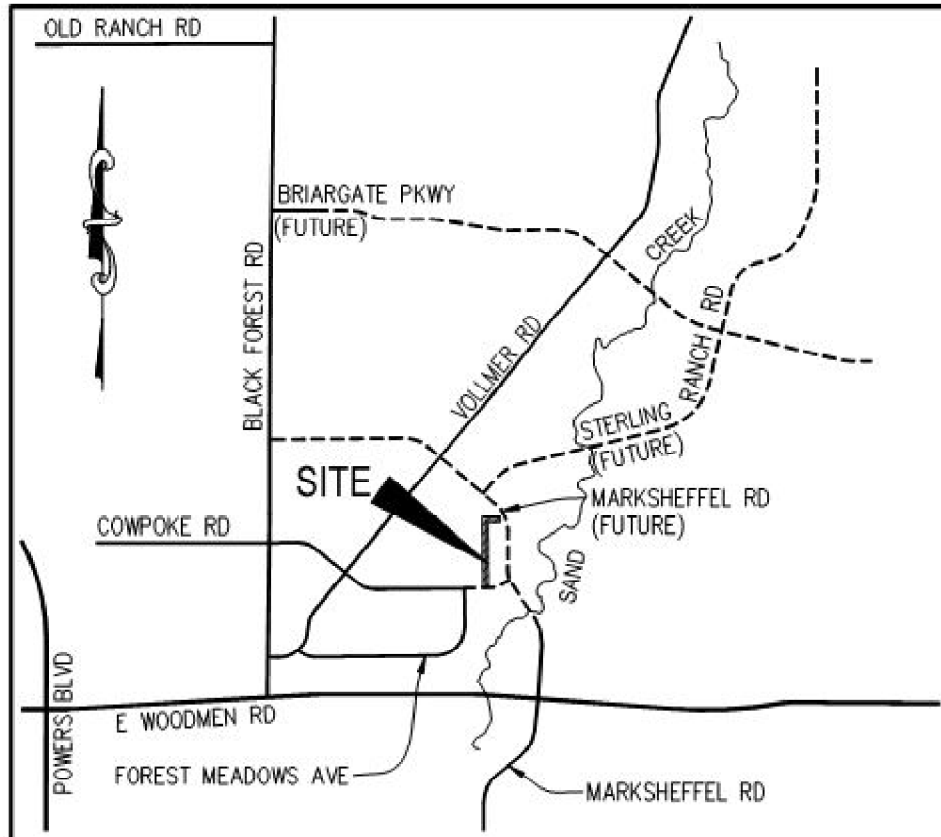 OLD RANCH RD
BRIARGATE PKWY
(FUTURE)
BLACK FOREST RD
CREEK
VOLLMER RD
RANCH RD
STERLING
(FUTURE)
SITE
MARKSHEFFEL RD
(FUTURE)
COWPOKE RD
SAND
POWERS BLVD
E WOODMEN RD
FOREST MEADOWS AVE
MARKSHEFFEL RD